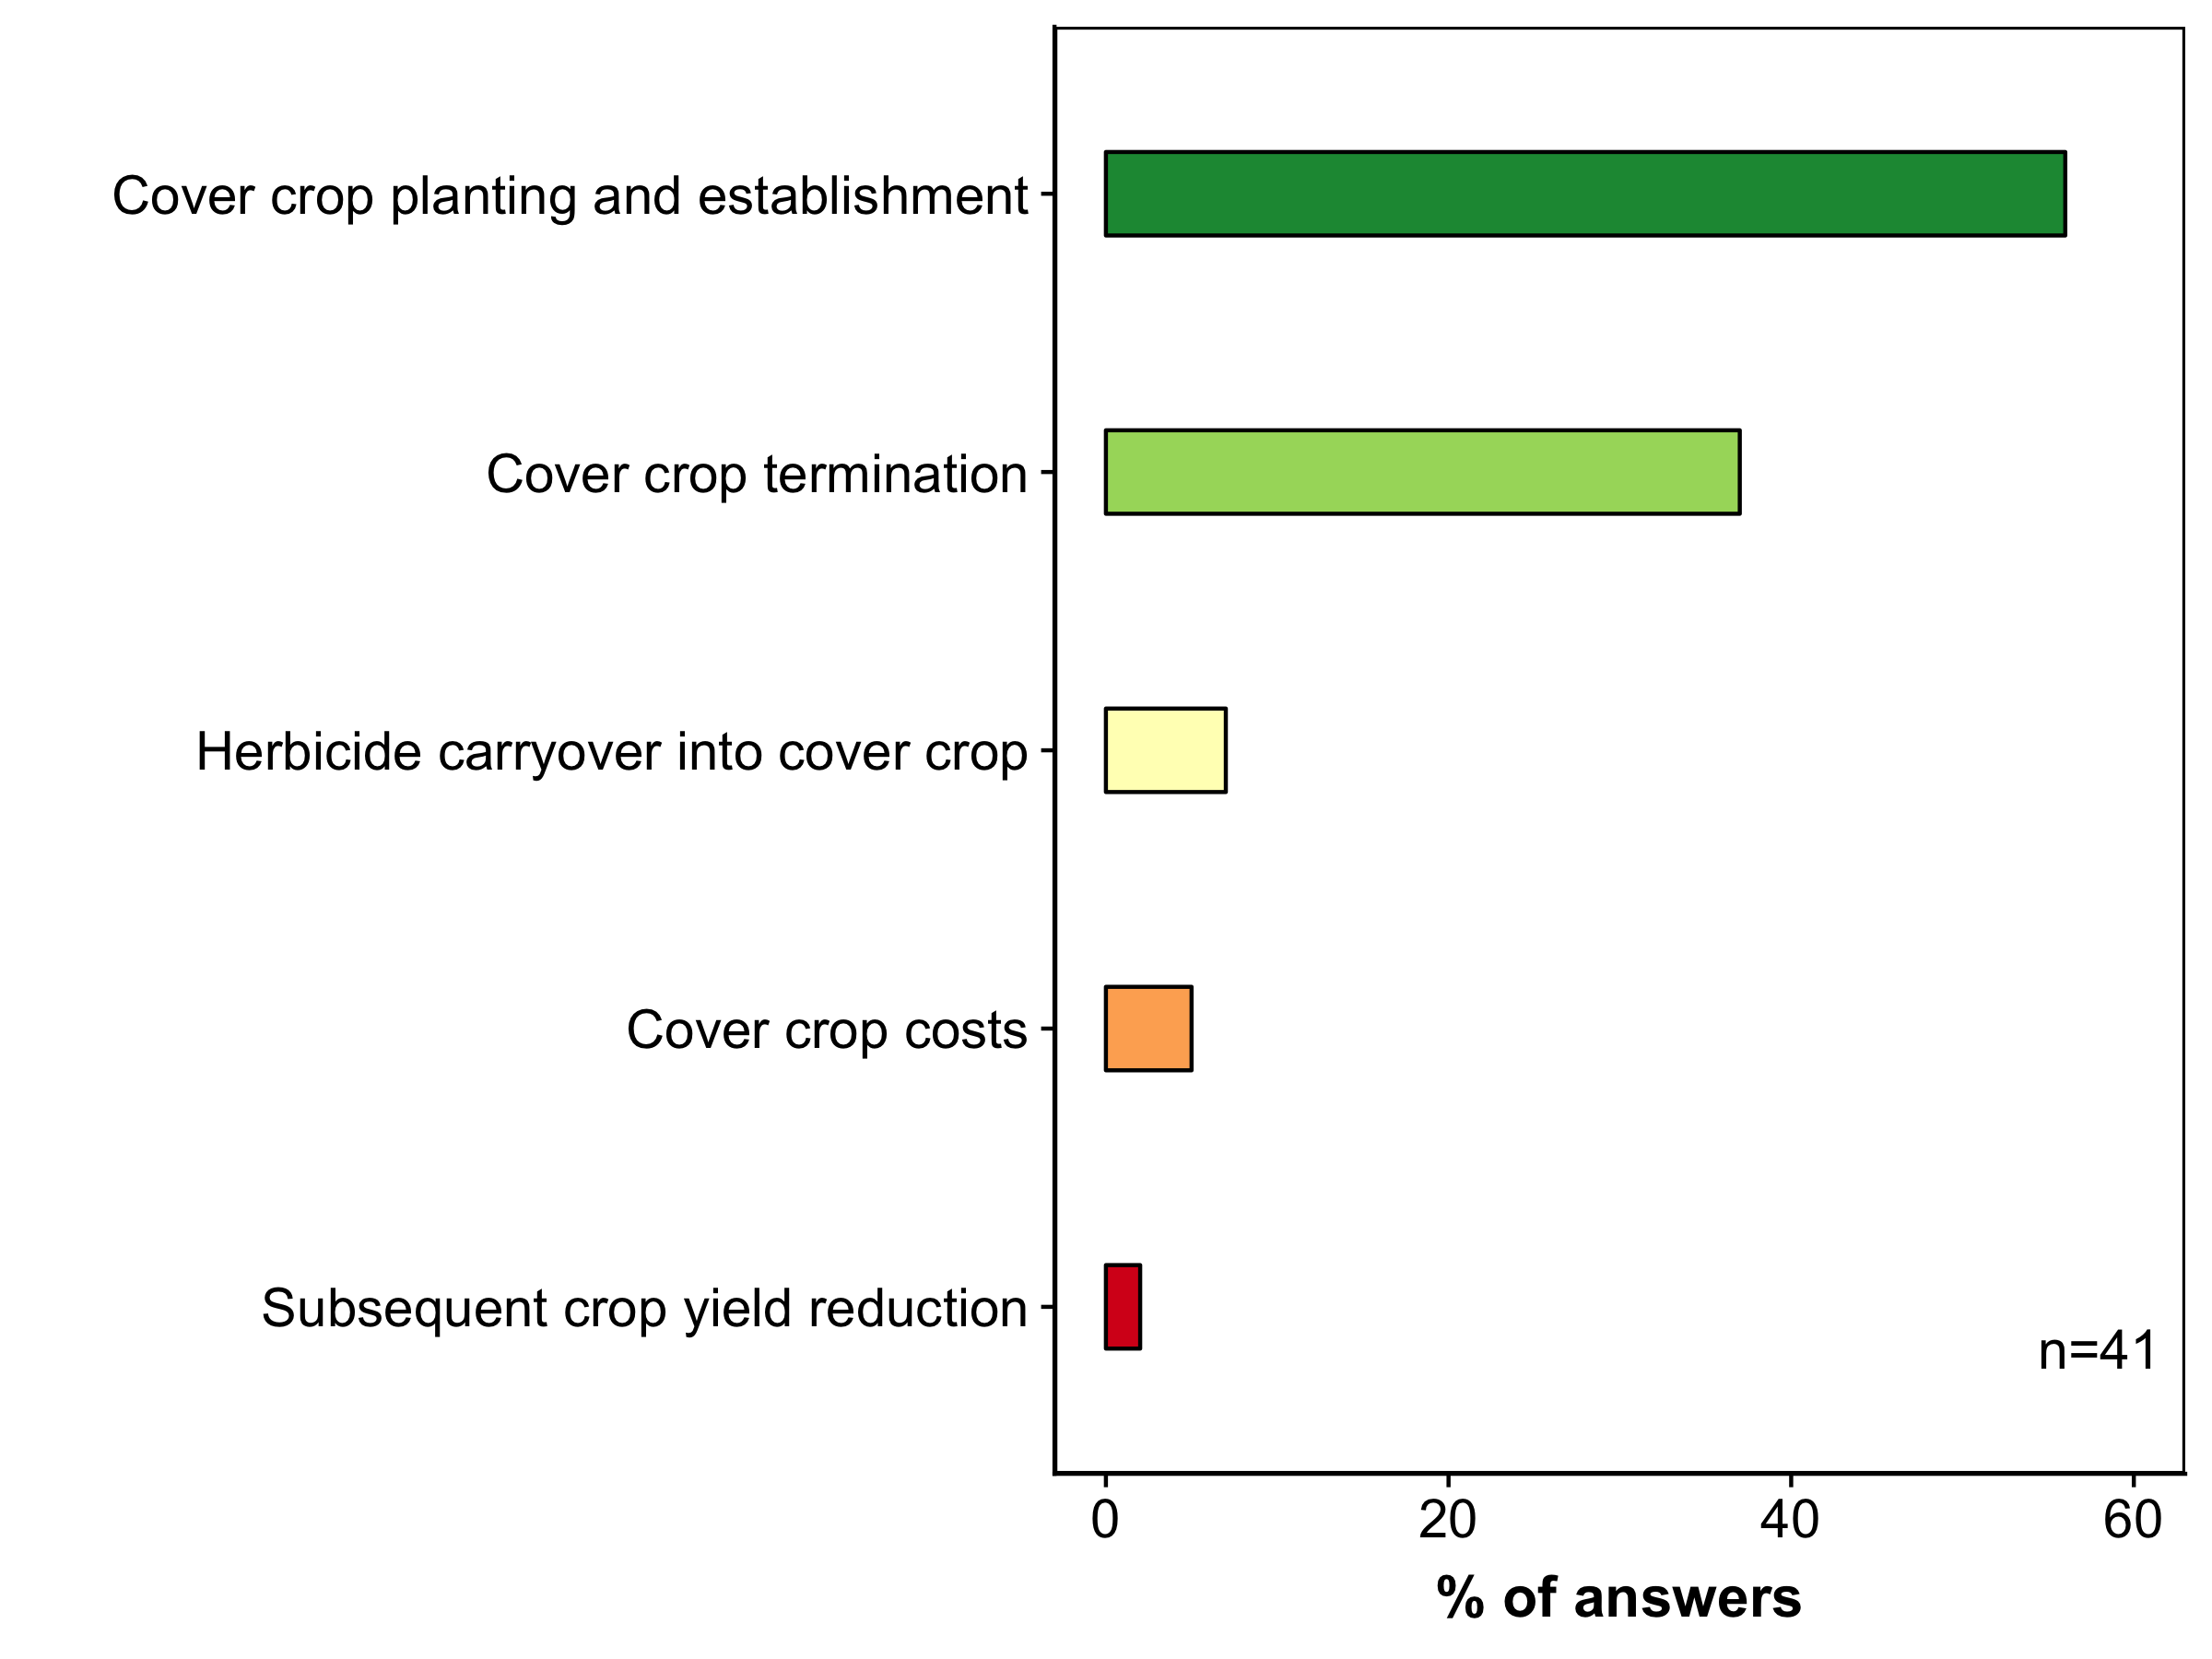 Cover crop planting and establishment
Cover crop termination
Herbicide carryover into cover crop
Cover crop costs
Subsequent crop yield reduction
n=41
0 20 40 60
% of answers